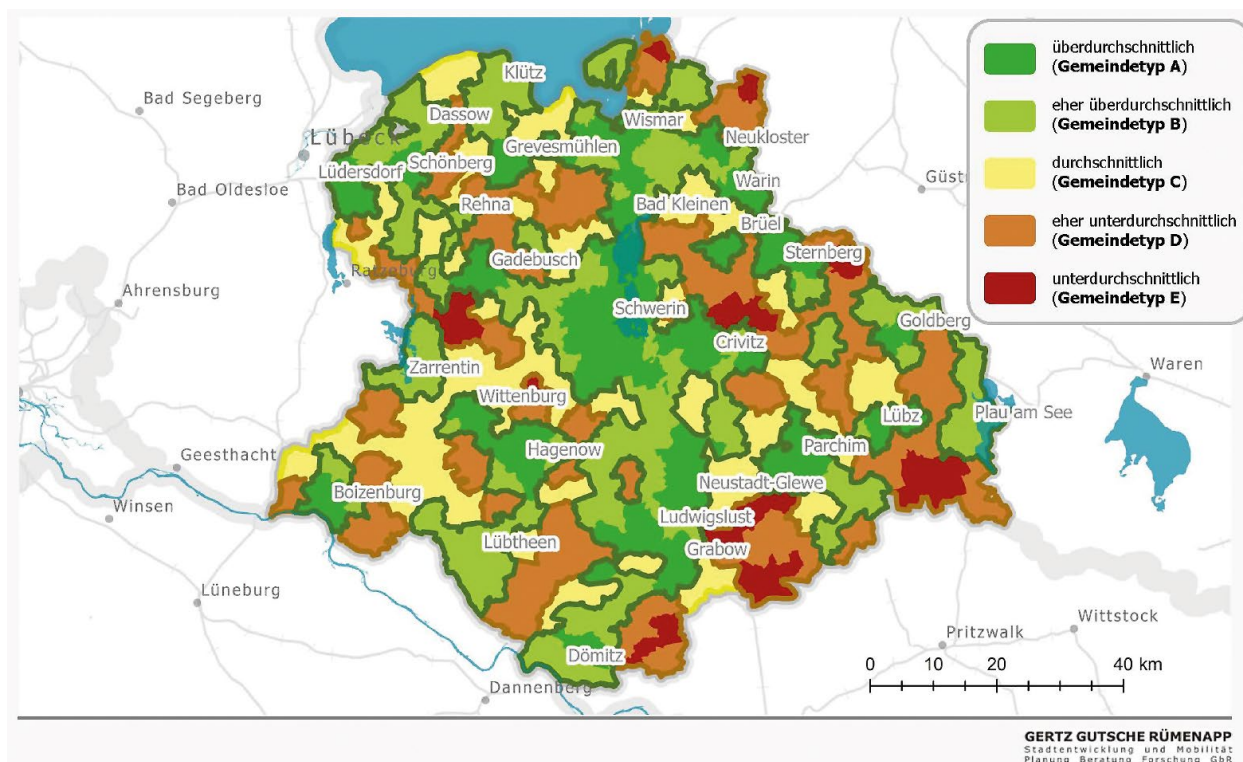 überdurchschnittlich
(Gemeindetyp A)
eher überdurchschnittlich
(Gemeindetyp B)
durchschnittlich
(Gemeindetyp C)
eher unterdurchschnittlich
(Gemeindetyp D)
unterdurchschnittlich
(Gemeindetyp E)
Klütz
Bad Segeberg
Dassow
Wismar
Lübeck
Neukloster
Grevesmühlen
Schönberg
Lüdersdorf
Warin
Bad Oldesloe
Rehna
Bad Kleinen
Brüel
Sternberg
Gadebusch
Ratzeburg
Ahrensburg
Schwerin
Goldberg
Crivitz
Waren
Zarrentin
Wittenburg
Plau am See
Lübz
Parchim
Hagenow
Geesthacht
Neustadt-Glewe
Boizenburg
Winsen
Ludwigslust
Lübtheen
Grabow
Lüneburg
Wittstock
Pritzwalk
Dömitz
0 10 20 40 km
Dannenberg
GERTZ GUTSCHE RÜMENAPP
Stadtentwicklung und Mobilität
Planung Beratung Forschung GbR